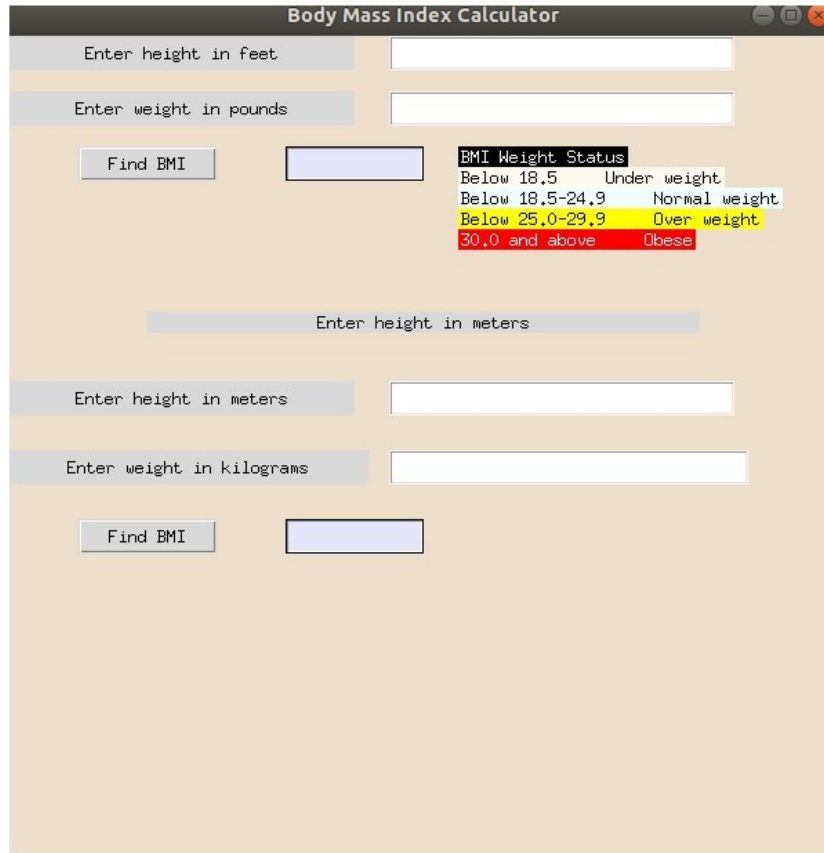 Body Mass Index Calculator
Enter height in feet
Enter weight in pounds
Find BMI
BMI Weight Status
Below 18.5 Under weight
Below 18.5-24.9 Normal weight
Below 25.0-29.9 Over weight
30.0 and above Obese
Enter height in meters
Enter height in meters
Enter weight in kilograms
Find BMI